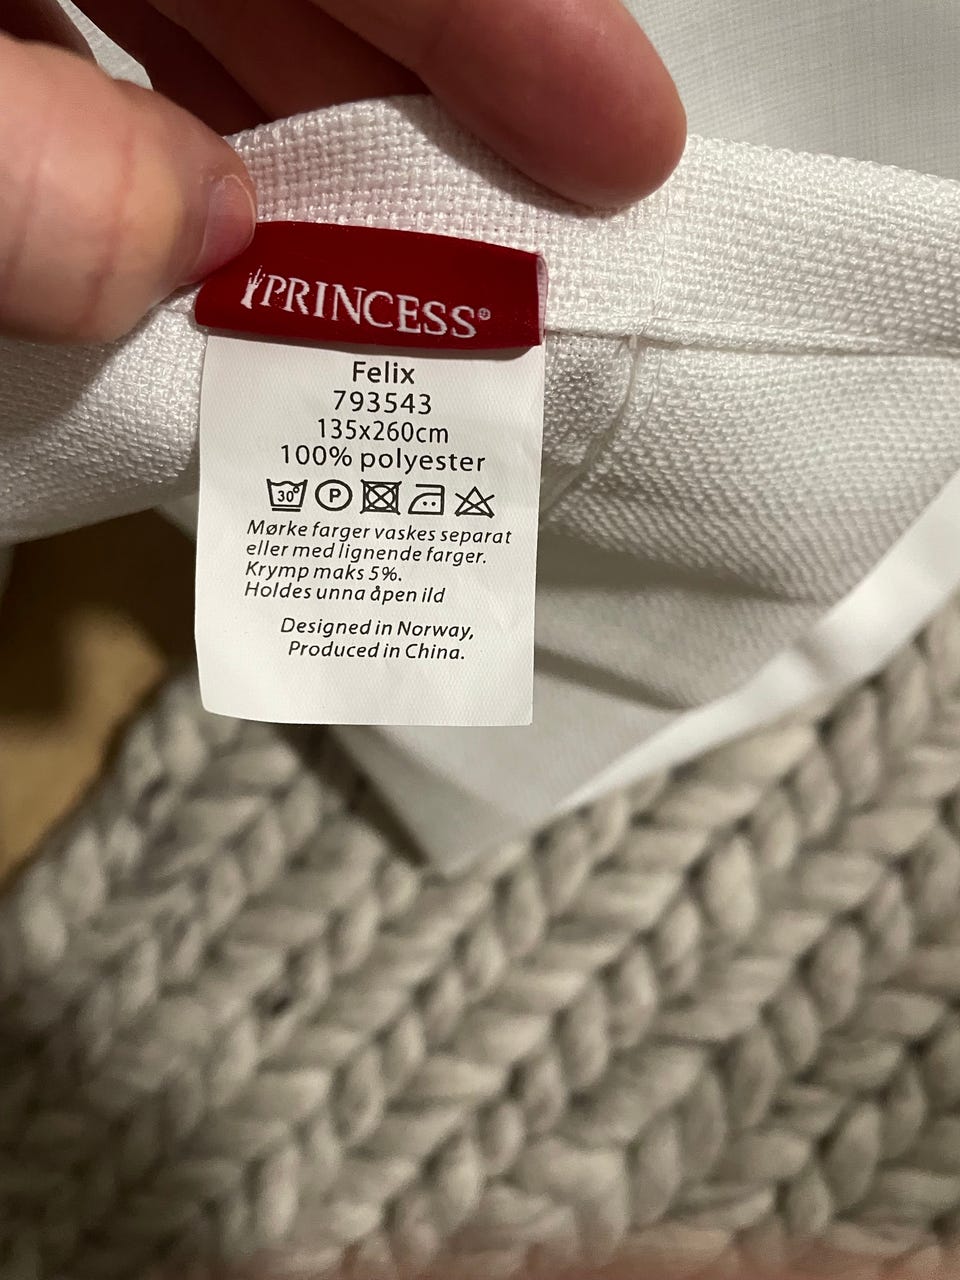 PRINCESS®
Felix
793543
135x260cm
100% polyester
30° P
Mørke farger vaskes separat
eller med lignende farger.
Krymp maks 5%.
Holdes unna åpen ild
Designed in Norway,
Produced in China.